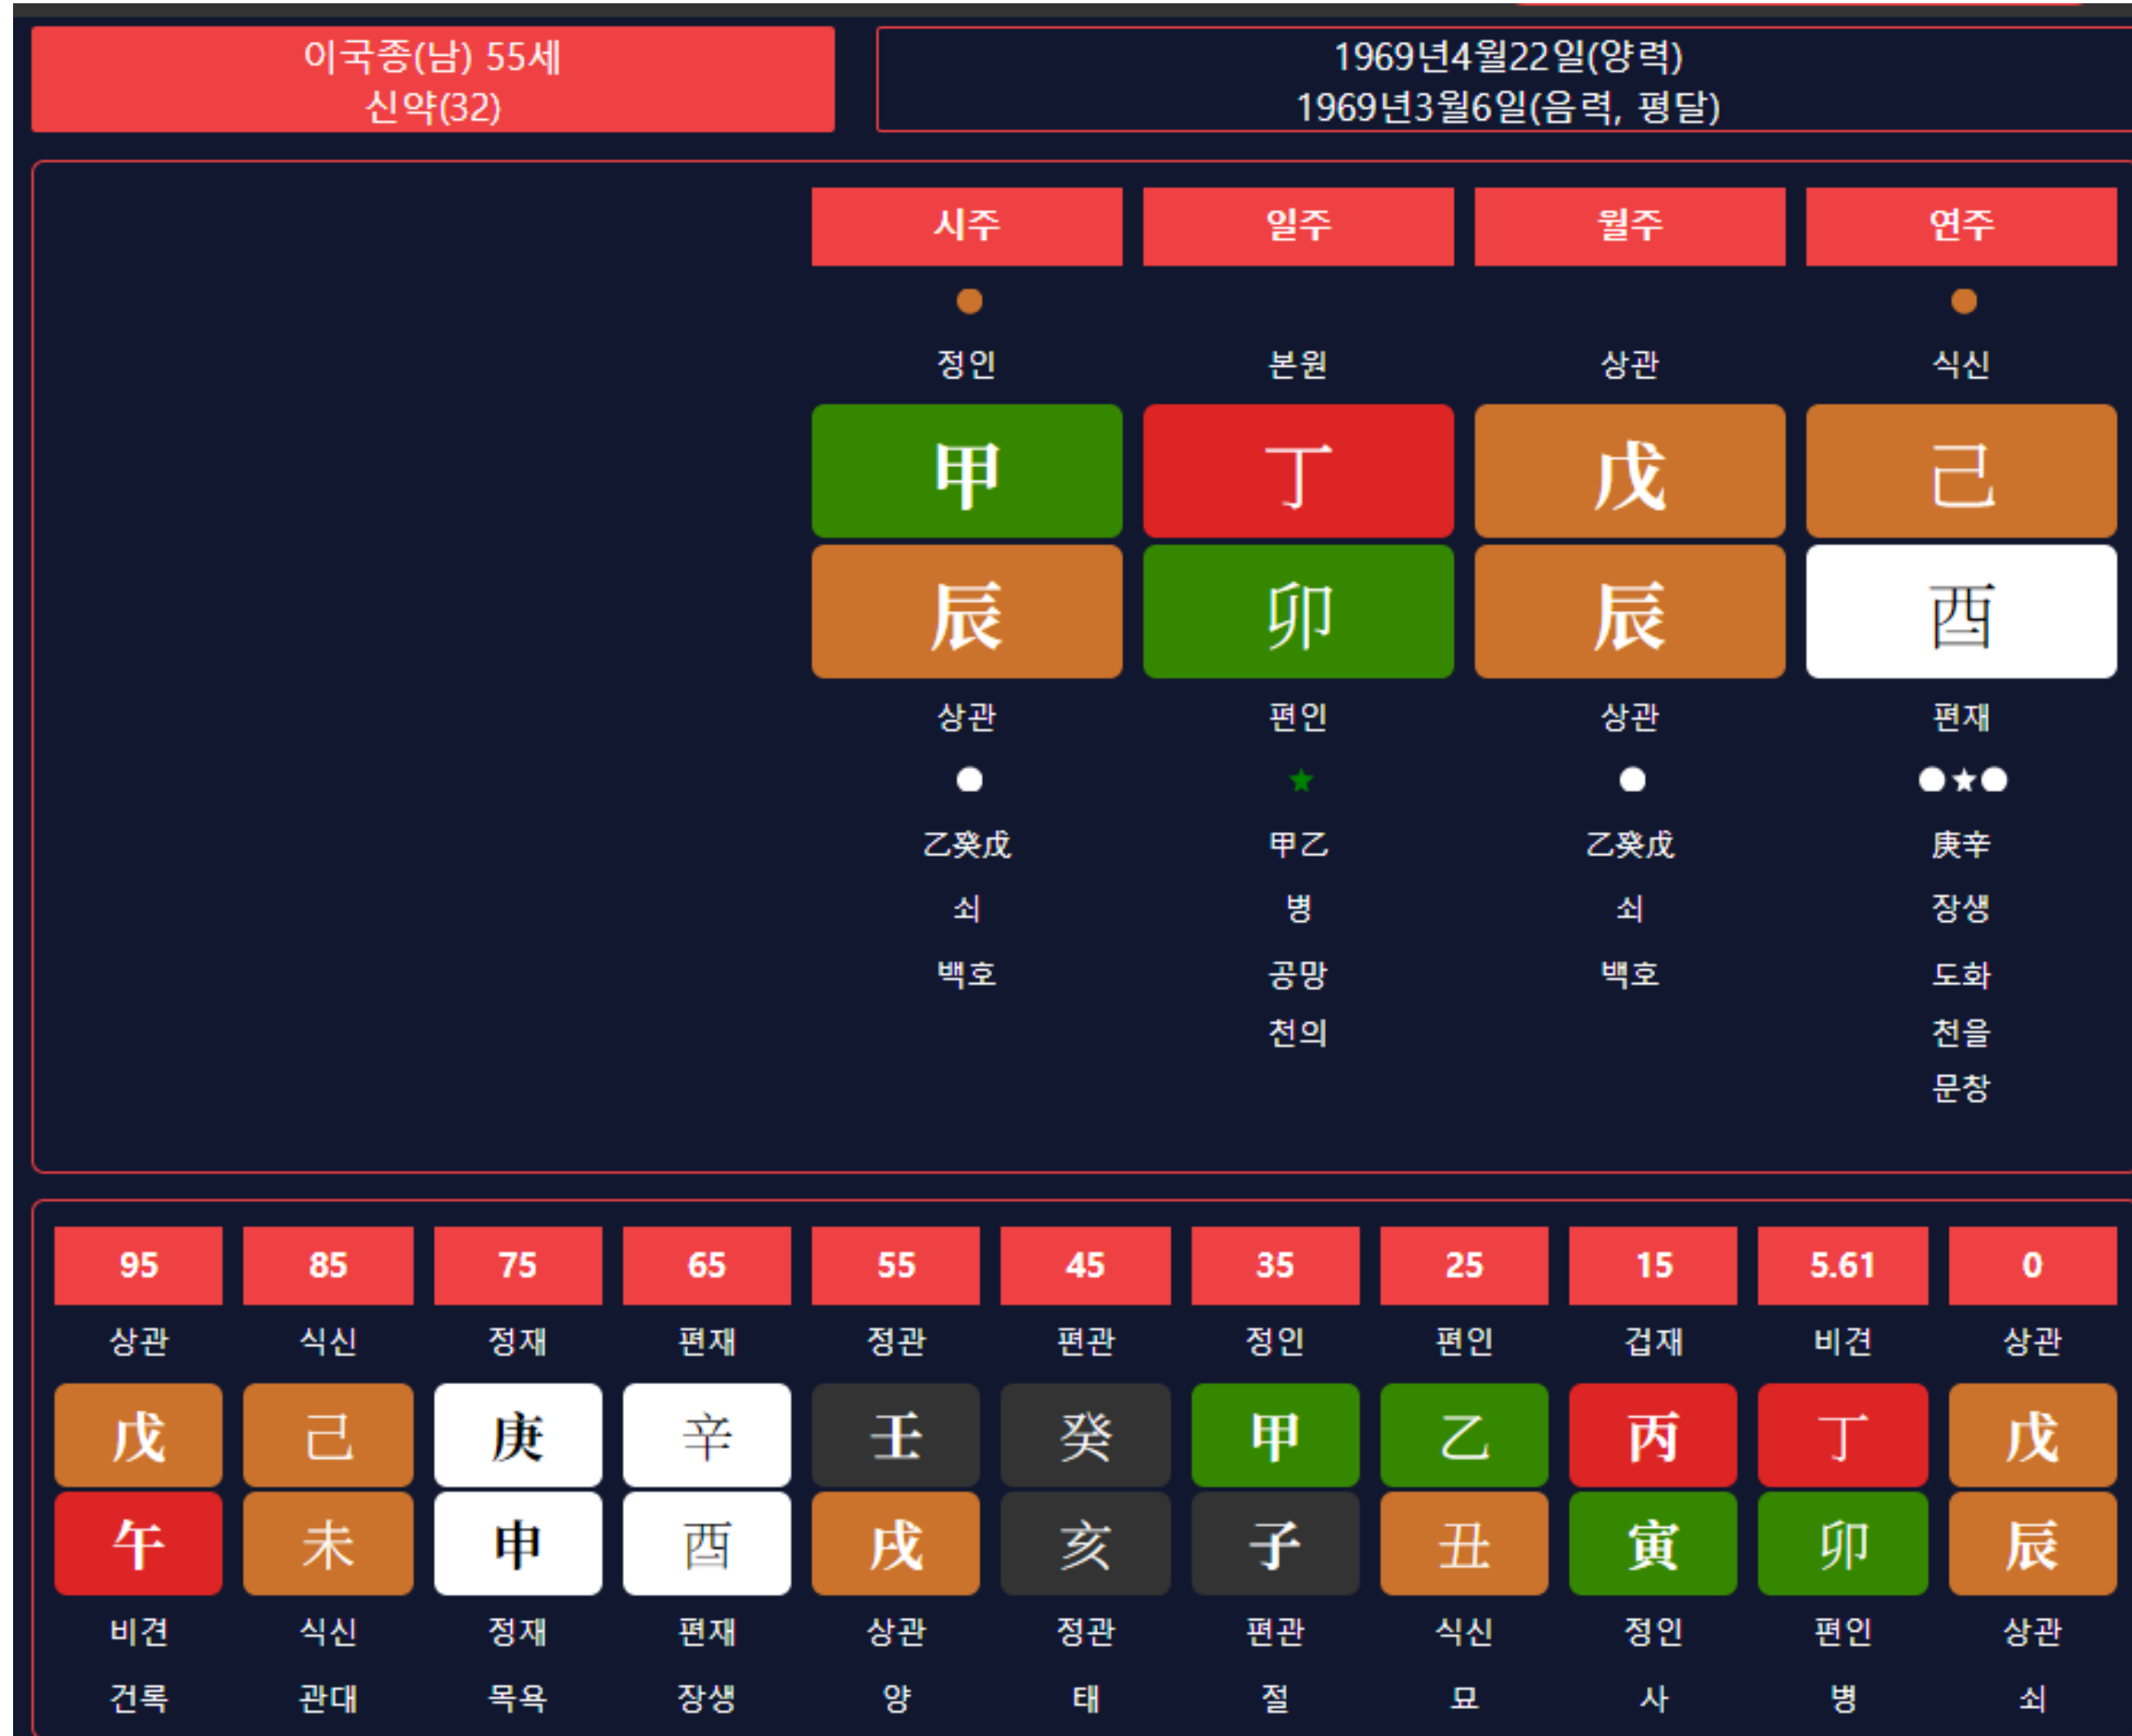 이국종(남) 55세
신약(32)
1969년4월22일(양력)
1969년3월6일(음력, 평달)
시주 일주 월주 연주
정인 본원 상관 식신
甲 丁 戊 己
辰 卯 辰 酉
상관 편인 상관 편재
乙癸戊 甲乙 乙癸戊 庚辛
쇠 병 쇠 장생
백호 공망 백호 도화
천의 천을
문창
95 85 75 65 55 45 35 25 15 5.61 0
상관 식신 정재 편재 정관 편관 정인 편인 겁재 비견 상관
戊 己 庚 辛 壬 癸 甲 乙 丙 丁 戊
午 未 申 酉 戌 亥 子 丑 寅 卯 辰
비견 식신 정재 편재 상관 정관 편관 식신 정인 편인 상관
건록 관대 목욕 장생 양 태 절 묘 사 병 쇠